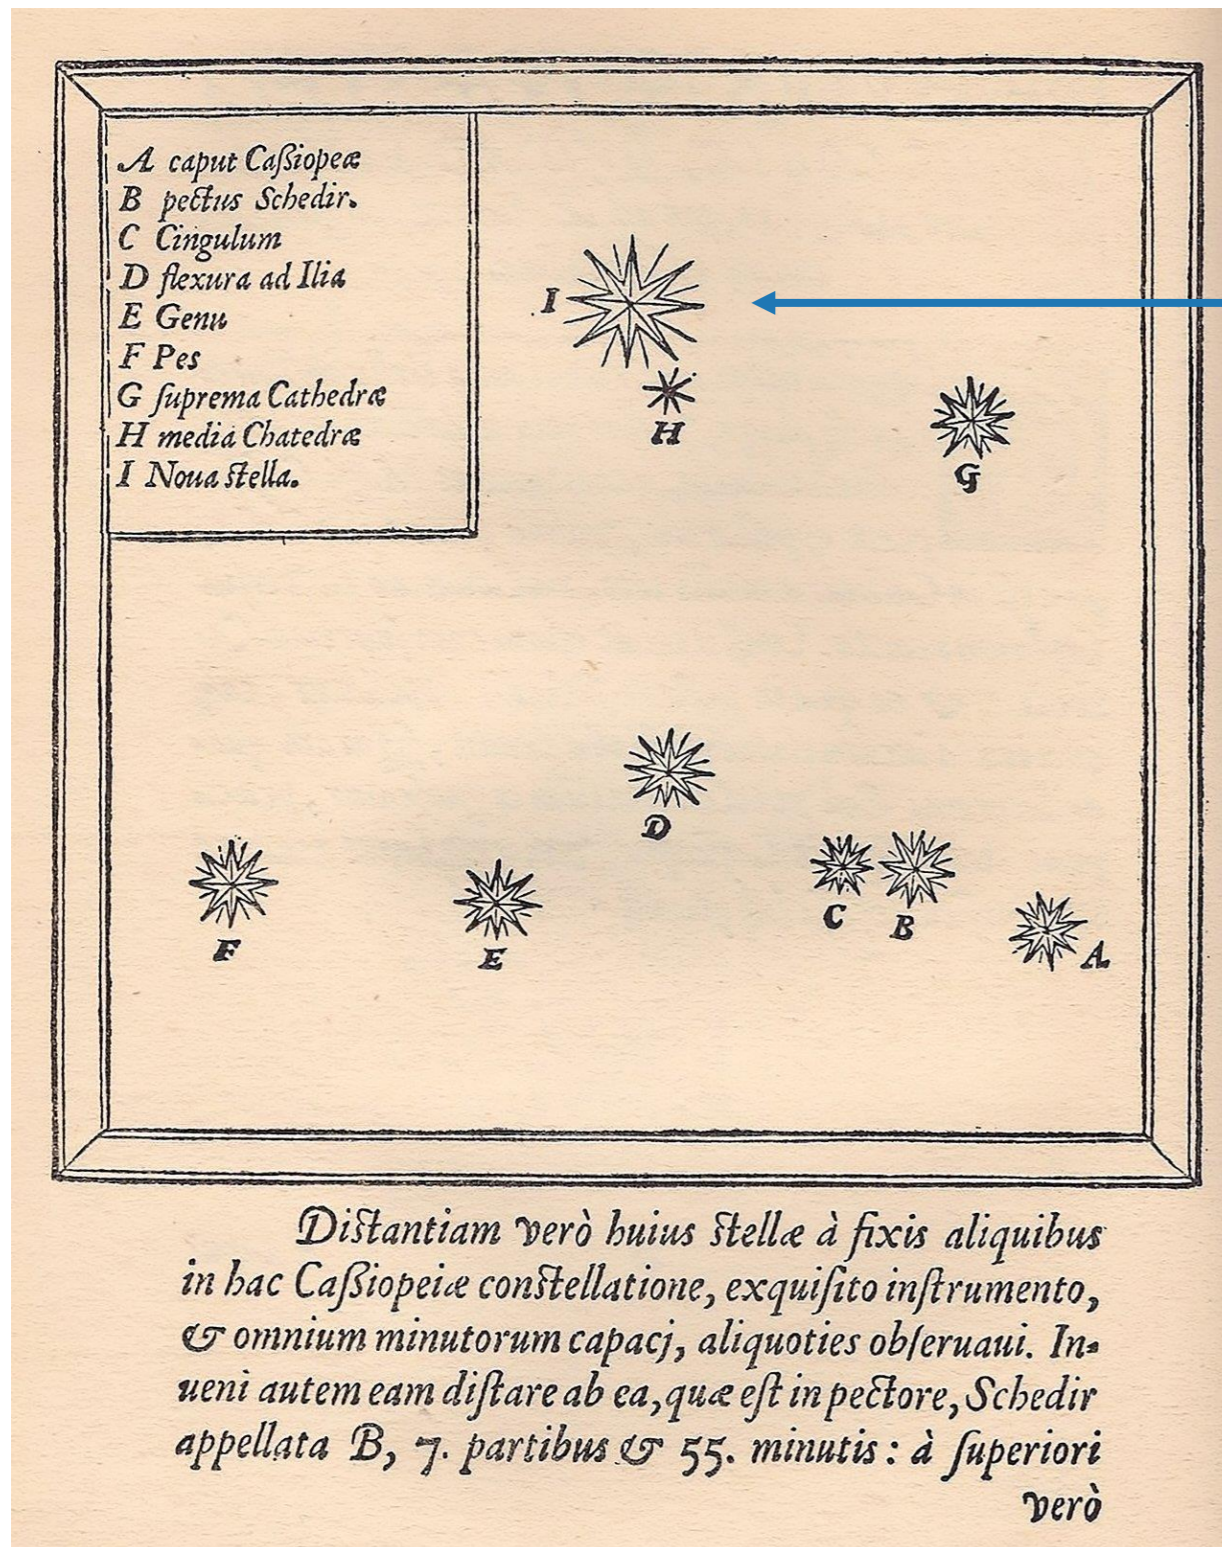 A caput Caßiopeæ
B pectus Schedir.
C Cingulum
D flexura ad Ilia
E Genu
F Pes
G ſuprema Cathedræ
H media Chatedræ
I Noua stella.
I
H
G
D
F
E
C
B
A
Distantiam verò huius stellæ à fixis aliquibus
in hac Caßiopeiæ constellatione, exquiſito inſtrumento,
& omnium minutorum capacj, aliquoties obſeruaui. In-
ueni autem eam diſtare ab ea, quæ eſt in pectore, Schedir
appellata B, 7. partibus & 55. minutis : à ſuperiori
verò